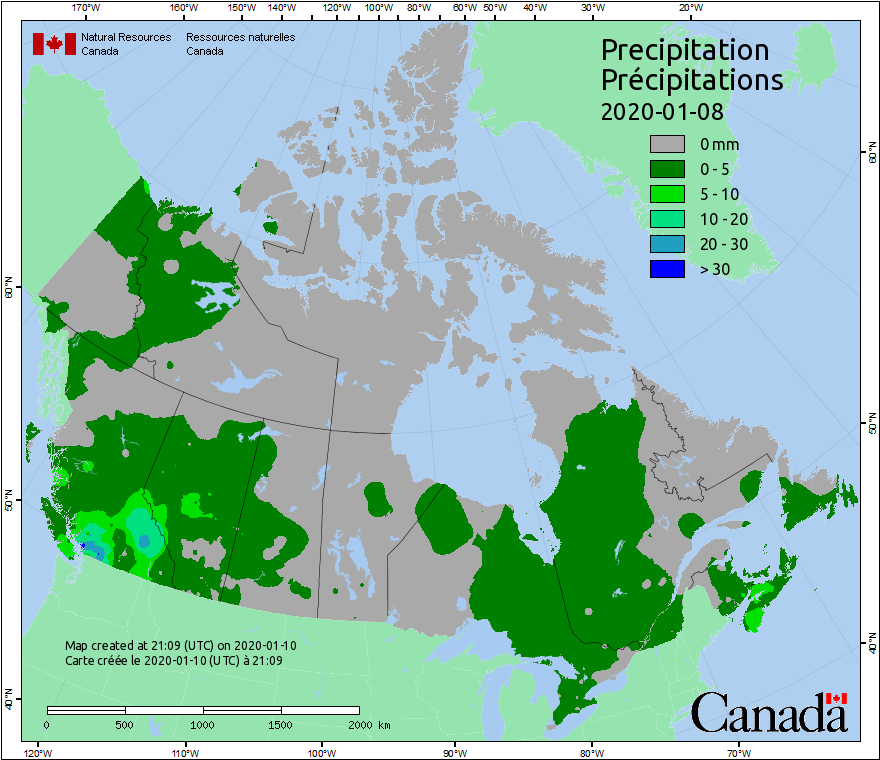 170°W 160°W 150°W 140°W 120°W 100°W 80°W 60°W 50°W 40°W 30°W 20°W
Natural Resources Ressources naturelles
Canada Canada
Precipitation
Précipitations
2020-01-08
0 mm
0 - 5
5 - 10
10 - 20
20 - 30
> 30
60°N
60°N
50°N
50°N
40°N
40°N
Map created at 21:09 (UTC) on 2020-01-10
Carte créée le 2020-01-10 (UTC) à 21:09
0 500 1000 1500 2000 km
Canada
120°W 110°W 100°W 90°W 80°W 70°W